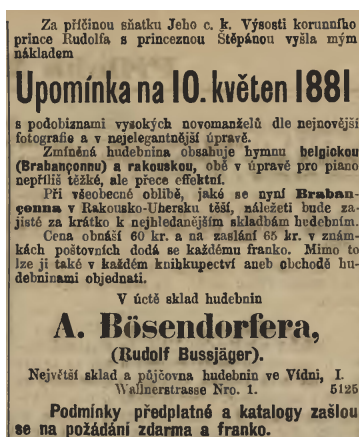 Za příčinou sňatku Jeho c. k. Výsosti korunního
prince Rudolfa s princeznou Štěpánou vyšla mým
nákladem
Upomínka na 10. květen 1881
s podobiznami vysokých novomanželů dle nejnovější
fotografie a v nejelegantnější úpravě.
Zmíněná hudebnina obsahuje hymnu belgickou
(Brabançonnu) a rakouskou, obě v úpravě pro piano
nepříliš těžké, ale přece effektní.
Při všeobecné oblibě, jaké se nyní Braban-
çonna v Rakousko-Uhersku těší, náležeti bude za-
jisté za krátko k nejhledanějším skladbám hudebním.
Cena obnáší 60 kr. a na zaslání 65 kr. v znám-
kách poštovních dodá se každému franko. Mimo to
lze ji také v každém knihkupectví aneb obchodě hu-
debninami objednati.
V úctě sklad hudebnin
A. Bösendorfera,
(Rudolf Bussjäger).
Největší sklad a půjčovna hudebnin ve Vídni, I.
Wallnerstrasse Nro. 1. 5125
Podmínky předplatné a katalogy zašlou
se na požádání zdarma a franko.